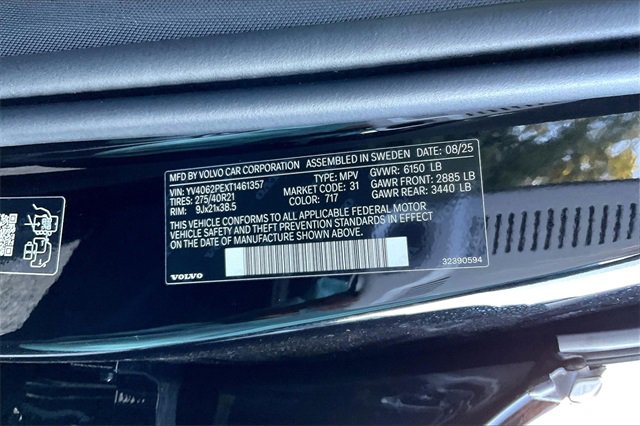 MFD BY VOLVO CAR CORPORATION ASSEMBLED IN SWEDEN DATE: 08/25
VIN: YV4062PEXT1461357 TYPE: MPV GVWR: 6150 LB
TIRES: 275/40R21 MARKET CODE: 31 GAWR FRONT: 2885 LB
RIM: 9Jx21x38.5 COLOR: 717 GAWR REAR: 3440 LB
THIS VEHICLE CONFORMS TO ALL APPLICABLE FEDERAL MOTOR
VEHICLE SAFETY AND THEFT PREVENTION STANDARDS IN EFFECT
ON THE DATE OF MANUFACTURE SHOWN ABOVE.
VOLVO 32390594